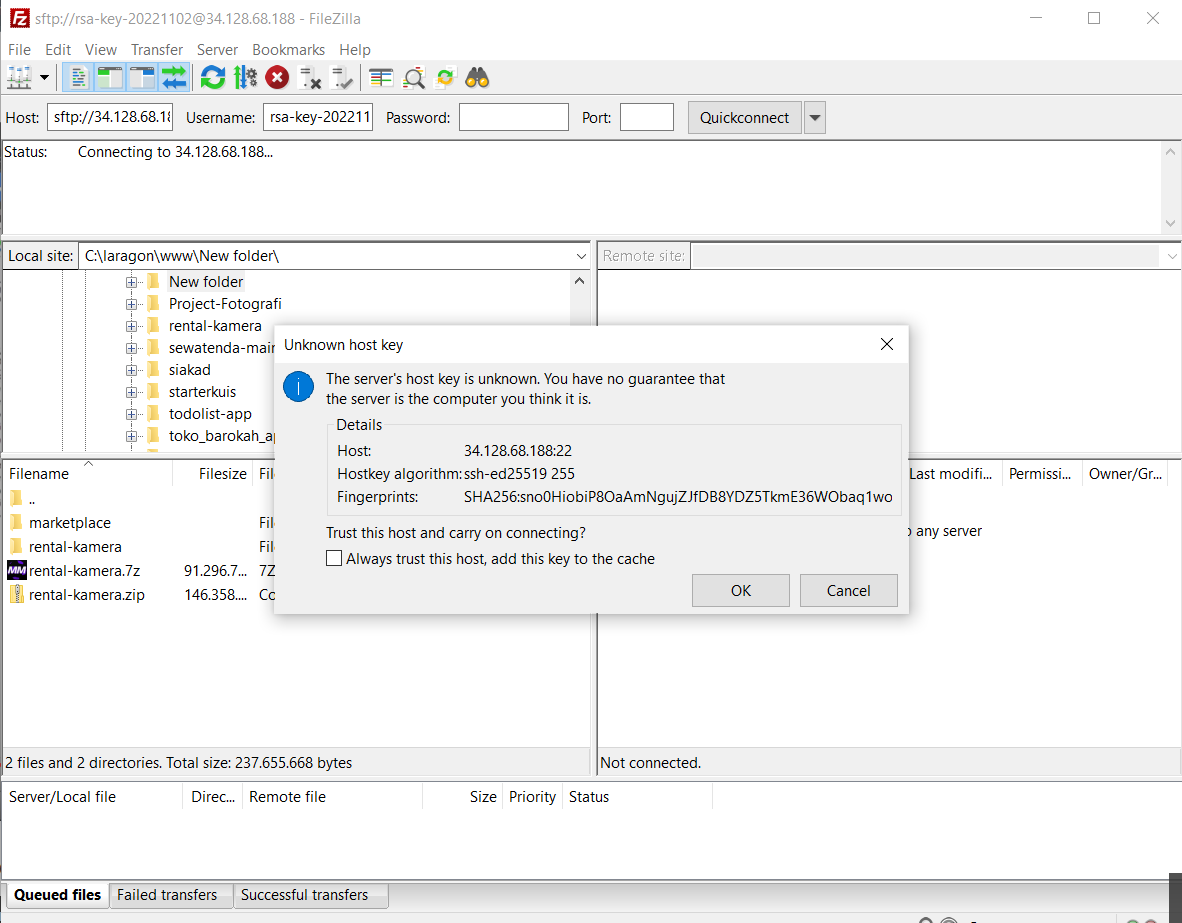 sftp://rsa-key-20221102@34.128.68.188 - FileZilla
File Edit View Transfer Server Bookmarks Help
Host: sftp://34.128.68.18 Username: rsa-key-202211 Password: Port: Quickconnect
Status: Connecting to 34.128.68.188...
Local site: C:\laragon\www\New folder\
Remote site:
New folder
Project-Fotografi
rental-kamera
sewatenda-mair
siakad
starterkuis
todolist-app
toko_barokah_a
Unknown host key
The server's host key is unknown. You have no guarantee that
the server is the computer you think it is.
Details
Host: 34.128.68.188:22
Hostkey algorithm: ssh-ed25519 255
Fingerprints: SHA256:sno0HiobiP8OaAmNgujZJfDB8YDZ5TkmE36WObaq1wo
Trust this host and carry on connecting?
Always trust this host, add this key to the cache
OK Cancel
Filename Filesize Fil
..
marketplace Fil
rental-kamera Fil
MM rental-kamera.7z 91.296.7... 7Z
rental-kamera.zip 146.358.... Co
Last modifi... Permissi... Owner/Gr...
any server
2 files and 2 directories. Total size: 237.655.668 bytes
Not connected.
Server/Local file Direc... Remote file Size Priority Status
Queued files Failed transfers Successful transfers